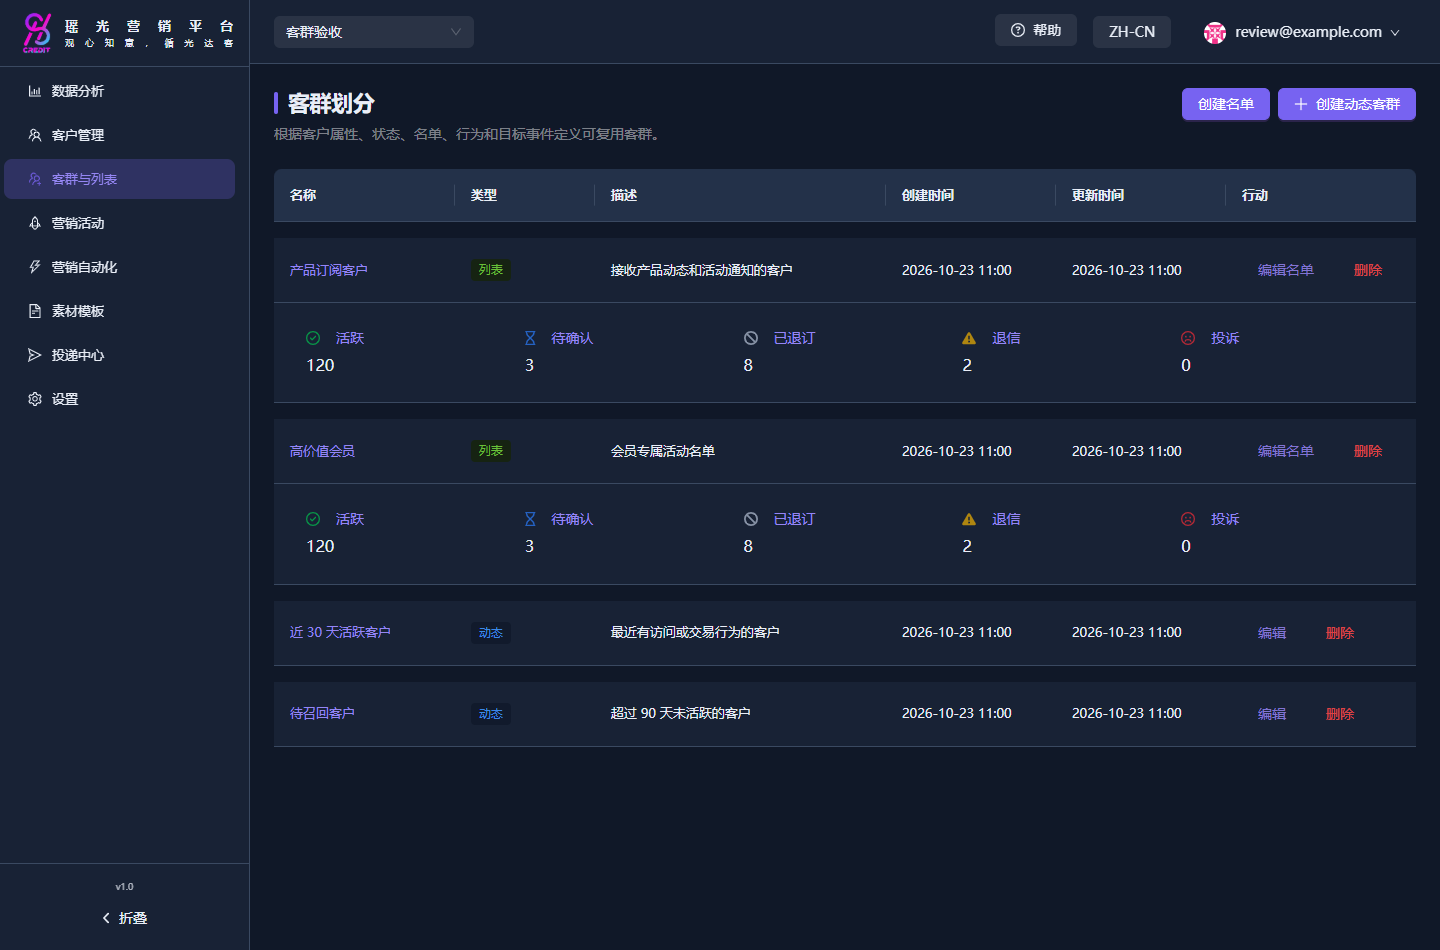 瑶光营销平台
观心知意，循光达客
CREDIT
客群验收
帮助
ZH-CN
review@example.com
数据分析
客户管理
客群与列表
营销活动
营销自动化
素材模板
投递中心
设置
v1.0
折叠
客群划分
根据客户属性、状态、名单、行为和目标事件定义可复用客群。
创建名单
创建动态客群
名称 类型 描述 创建时间 更新时间 行动
产品订阅客户 列表 接收产品动态和活动通知的客户 2026-10-23 11:00 2026-10-23 11:00 编辑名单 删除
活跃 待确认 已退订 退信 投诉
120 3 8 2 0
高价值会员 列表 会员专属活动名单 2026-10-23 11:00 2026-10-23 11:00 编辑名单 删除
活跃 待确认 已退订 退信 投诉
120 3 8 2 0
近 30 天活跃客户 动态 最近有访问或交易行为的客户 2026-10-23 11:00 2026-10-23 11:00 编辑 删除
待召回客户 动态 超过 90 天未活跃的客户 2026-10-23 11:00 2026-10-23 11:00 编辑 删除